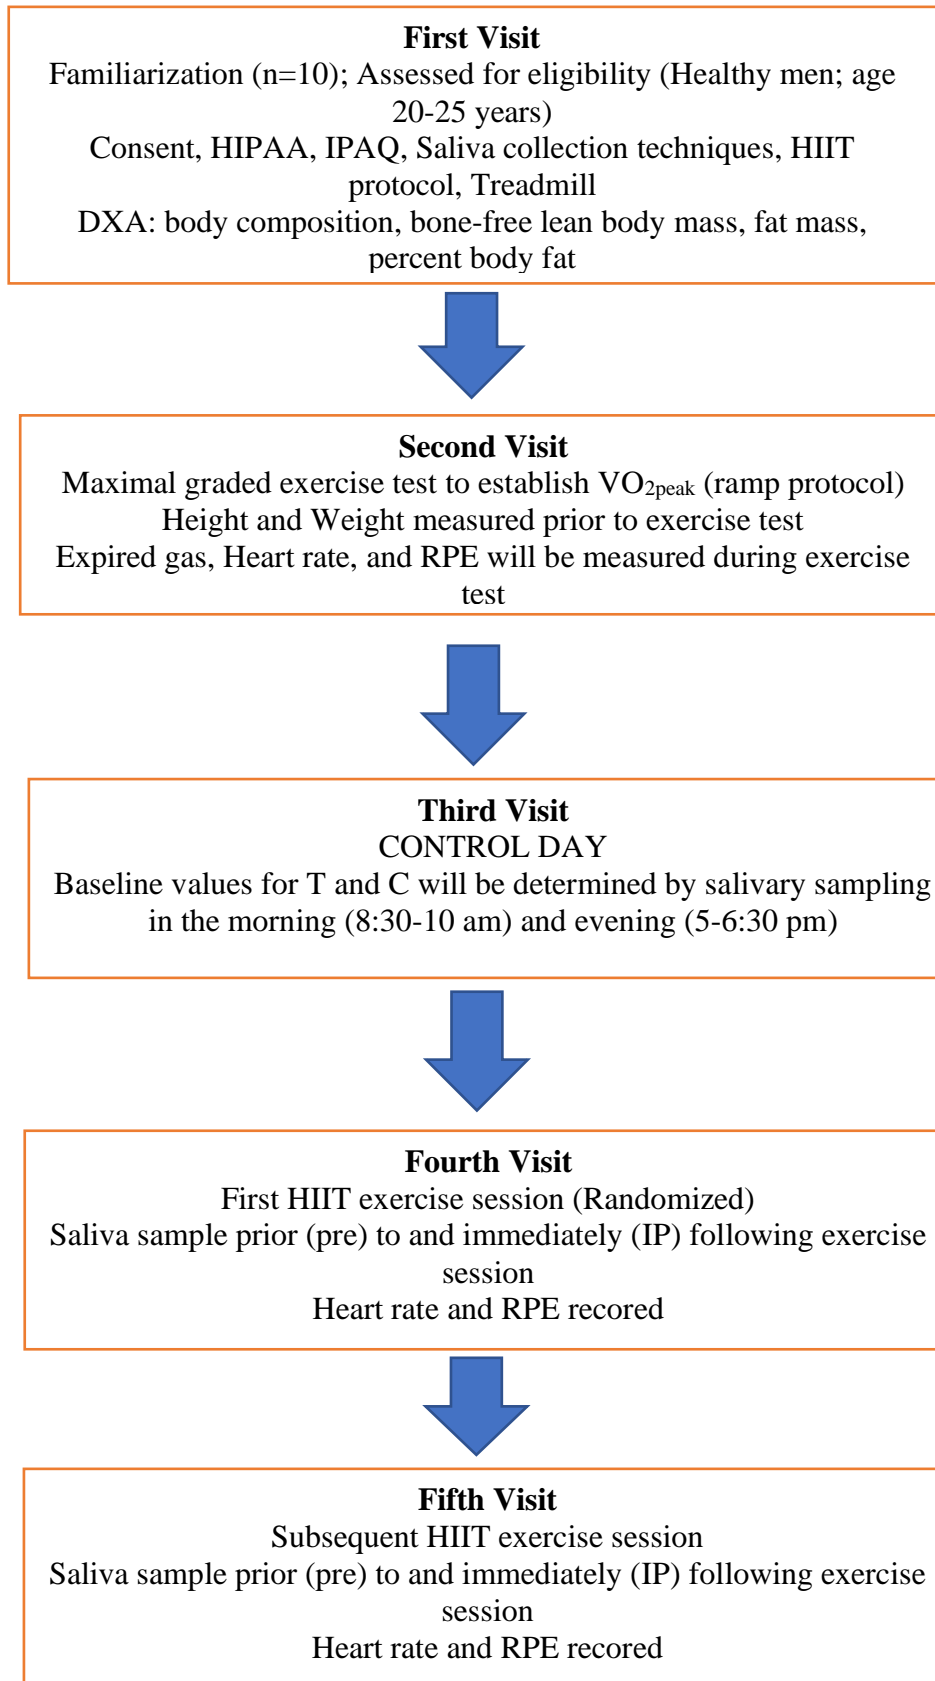 First Visit
Familiarization (n=10); Assessed for eligibility (Healthy men; age
20-25 years)
Consent, HIPAA, IPAQ, Saliva collection techniques, HIIT
protocol, Treadmill
DXA: body composition, bone-free lean body mass, fat mass,
percent body fat
Second Visit
Maximal graded exercise test to establish VO2peak (ramp protocol)
Height and Weight measured prior to exercise test
Expired gas, Heart rate, and RPE will be measured during exercise
test
Third Visit
CONTROL DAY
Baseline values for T and C will be determined by salivary sampling
in the morning (8:30-10 am) and evening (5-6:30 pm)
Fourth Visit
First HIIT exercise session (Randomized)
Saliva sample prior (pre) to and immediately (IP) following exercise
session
Heart rate and RPE recored
Fifth Visit
Subsequent HIIT exercise session
Saliva sample prior (pre) to and immediately (IP) following exercise
session
Heart rate and RPE recored